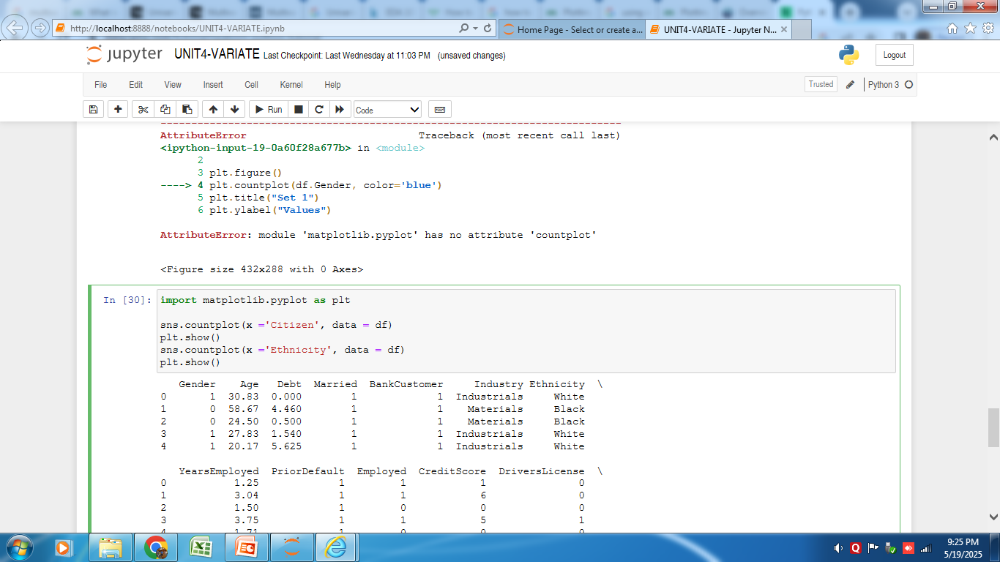 http://localhost:8888/notebooks/UNIT4-VARIATE.ipynb
Home Page - Select or create a...
UNIT4-VARIATE - Jupyter N...
jupyter UNIT4-VARIATE Last Checkpoint: Last Wednesday at 11:03 PM (unsaved changes)
Logout
File Edit View Insert Cell Kernel Help
Trusted Python 3
Run Code
AttributeError Traceback (most recent call last)
<ipython-input-19-0a60f28a677b> in <module>
2
3 plt.figure()
----> 4 plt.countplot(df.Gender, color='blue')
5 plt.title("Set 1")
6 plt.ylabel("Values")
AttributeError: module 'matplotlib.pyplot' has no attribute 'countplot'
<Figure size 432x288 with 0 Axes>
In [30]: import matplotlib.pyplot as plt
sns.countplot(x ='Citizen', data = df)
plt.show()
sns.countplot(x ='Ethnicity', data = df)
plt.show()
Gender Age Debt Married BankCustomer Industry Ethnicity \
0 1 30.83 0.000 1 1 Industrials White
1 0 58.67 4.460 1 1 Materials Black
2 0 24.50 0.500 1 1 Materials Black
3 1 27.83 1.540 1 1 Industrials White
4 1 20.17 5.625 1 1 Industrials White
YearsEmployed PriorDefault Employed CreditScore DriversLicense \
0 1.25 1 1 1 0
1 3.04 1 1 6 0
2 1.50 1 0 0 0
3 3.75 1 1 5 1
4 1.71 1 0 0 0
9:25 PM
5/19/2025